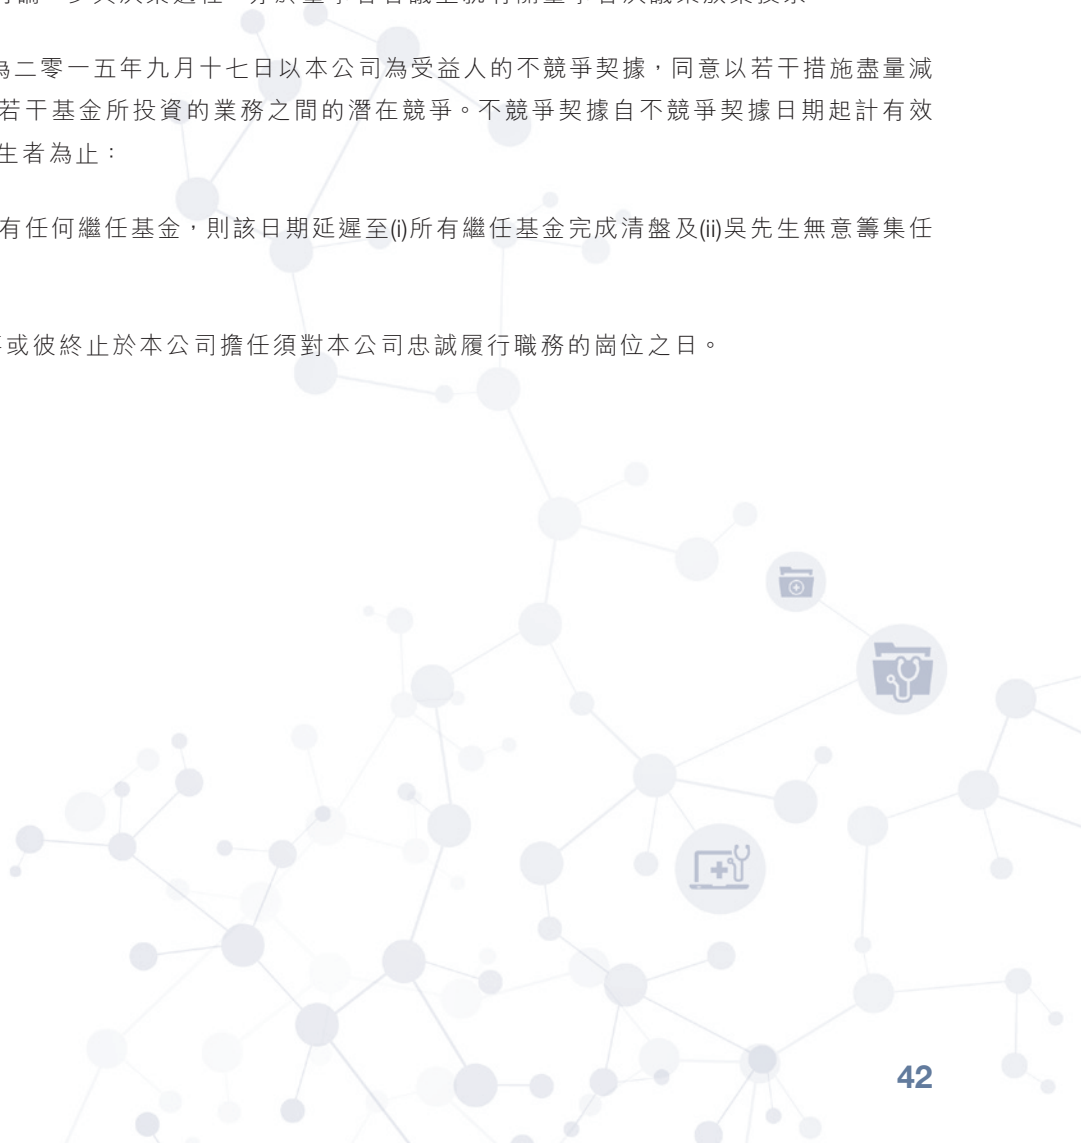 為二零一五年九月十七日以本公司為受益人的不競爭契據，同意以若干措施盡量減
若干基金所投資的業務之間的潛在競爭。不競爭契據自不競爭契據日期起計有效
生者為止：
有任何繼任基金，則該日期延遲至(i)所有繼任基金完成清盤及(ii)吳先生無意籌集任
或彼終止於本公司擔任須對本公司忠誠履行職務的崗位之日。
42